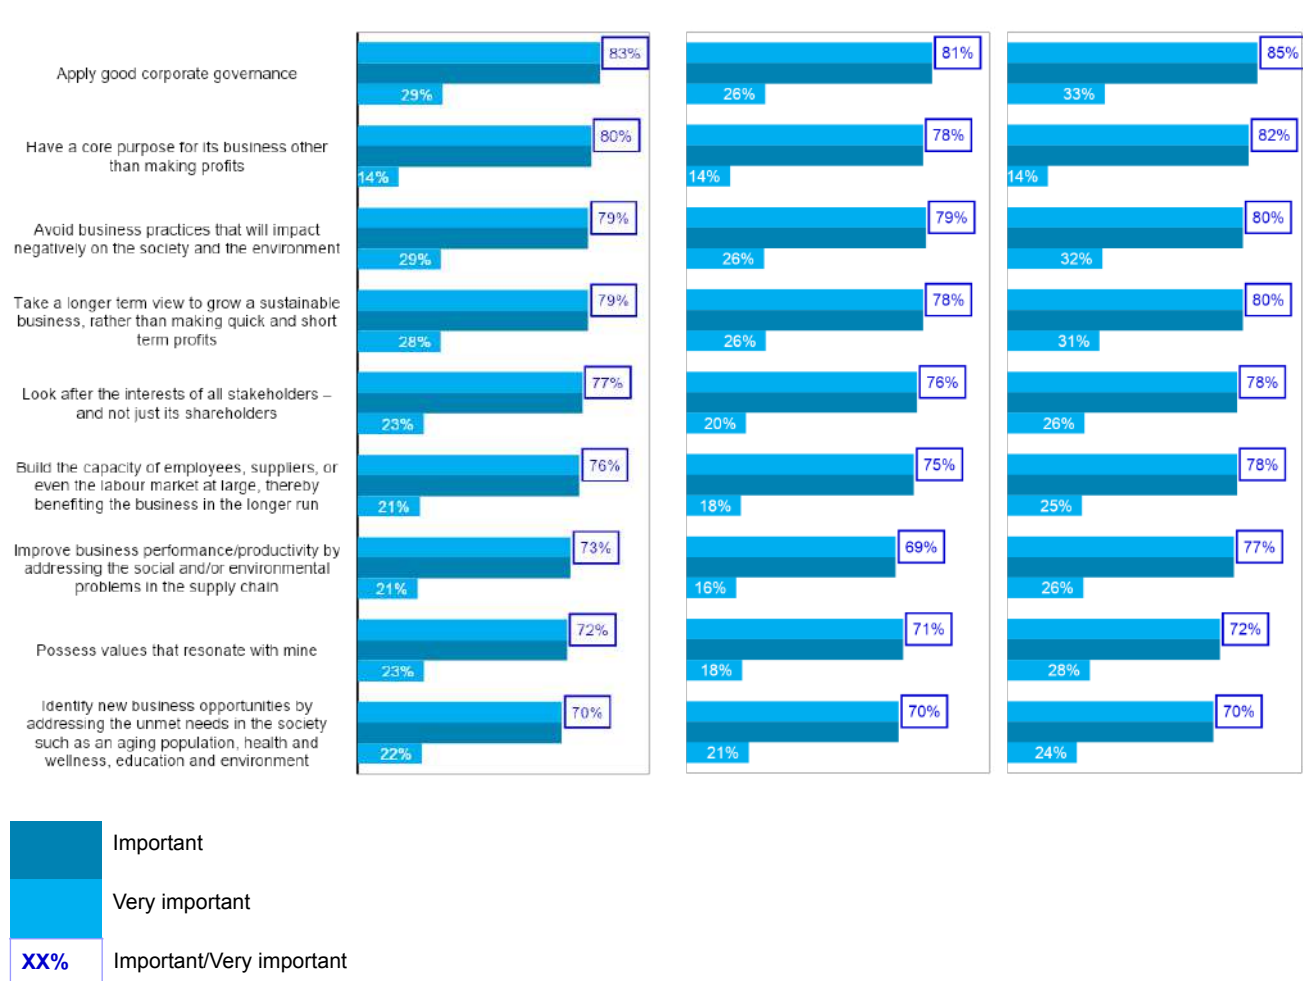 83%
81%
85%
Apply good corporate governance
29%
26%
33%
80%
78%
82%
Have a core purpose for its business other
than making profits
14%
14%
14%
79%
79%
80%
Avoid business practices that will impact
negatively on the society and the environment
29%
26%
32%
79%
78%
80%
Take a longer term view to grow a sustainable
business, rather than making quick and short
term profits
28%
26%
31%
77%
76%
78%
Look after the interests of all stakeholders –
and not just its shareholders
23%
20%
26%
76%
75%
78%
Build the capacity of employees, suppliers, or
even the labour market at large, thereby
benefiting the business in the longer run
21%
18%
25%
73%
69%
77%
Improve business performance/productivity by
addressing the social and/or environmental
problems in the supply chain
21%
16%
26%
72%
71%
72%
Possess values that resonate with mine
23%
18%
28%
70%
70%
70%
Identify new business opportunities by
addressing the unmet needs in the society
such as an aging population, health and
wellness, education and environment
22%
21%
24%
Important
Very important
XX% Important/Very important